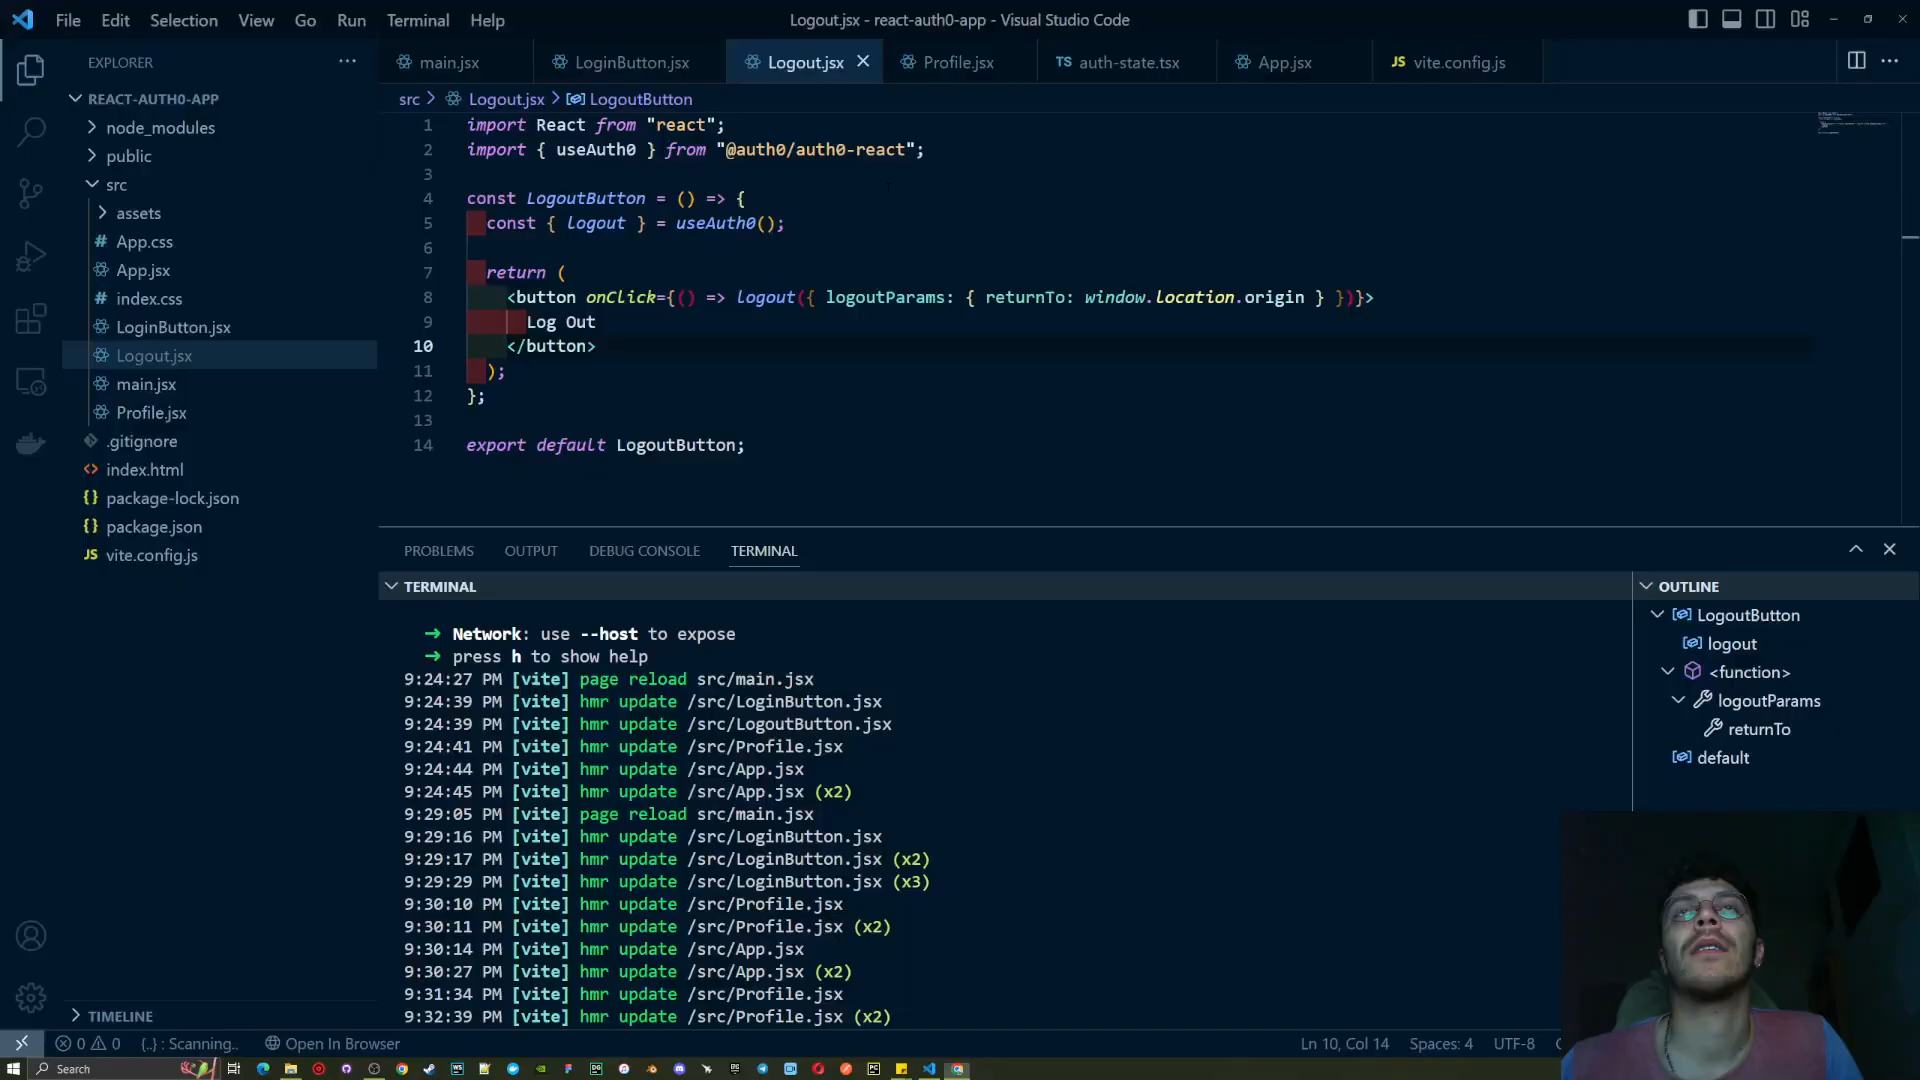 File Edit Selection View Go Run Terminal Help
Logout.jsx - react-auth0-app - Visual Studio Code
EXPLORER
REACT-AUTH0-APP
node_modules
public
src
assets
App.css
App.jsx
index.css
LoginButton.jsx
Logout.jsx
main.jsx
Profile.jsx
.gitignore
index.html
package-lock.json
package.json
JS vite.config.js
TIMELINE
main.jsx LoginButton.jsx Logout.jsx Profile.jsx TS auth-state.tsx App.jsx JS vite.config.js
src > Logout.jsx > LogoutButton
1 import React from "react";
2 import { useAuth0 } from "@auth0/auth0-react";
3
4 const LogoutButton = () => {
5 const { logout } = useAuth0();
6
7 return (
8 <button onClick={() => logout({ logoutParams: { returnTo: window.location.origin } })}>
9 Log Out
10 </button>
11 );
12 };
13
14 export default LogoutButton;
PROBLEMS OUTPUT DEBUG CONSOLE TERMINAL
TERMINAL
➜ Network: use --host to expose
➜ press h to show help
9:24:27 PM [vite] page reload src/main.jsx
9:24:39 PM [vite] hmr update /src/LoginButton.jsx
9:24:39 PM [vite] hmr update /src/LogoutButton.jsx
9:24:41 PM [vite] hmr update /src/Profile.jsx
9:24:44 PM [vite] hmr update /src/App.jsx
9:24:45 PM [vite] hmr update /src/App.jsx (x2)
9:29:05 PM [vite] page reload src/main.jsx
9:29:16 PM [vite] hmr update /src/LoginButton.jsx
9:29:17 PM [vite] hmr update /src/LoginButton.jsx (x2)
9:29:29 PM [vite] hmr update /src/LoginButton.jsx (x3)
9:30:10 PM [vite] hmr update /src/Profile.jsx
9:30:11 PM [vite] hmr update /src/Profile.jsx (x2)
9:30:14 PM [vite] hmr update /src/App.jsx
9:30:27 PM [vite] hmr update /src/App.jsx (x2)
9:31:34 PM [vite] hmr update /src/Profile.jsx
9:32:39 PM [vite] hmr update /src/Profile.jsx (x2)
OUTLINE
LogoutButton
logout
<function>
logoutParams
returnTo
default
0 0 {..} : Scanning.. Open In Browser
Ln 10, Col 14 Spaces: 4 UTF-8
Search